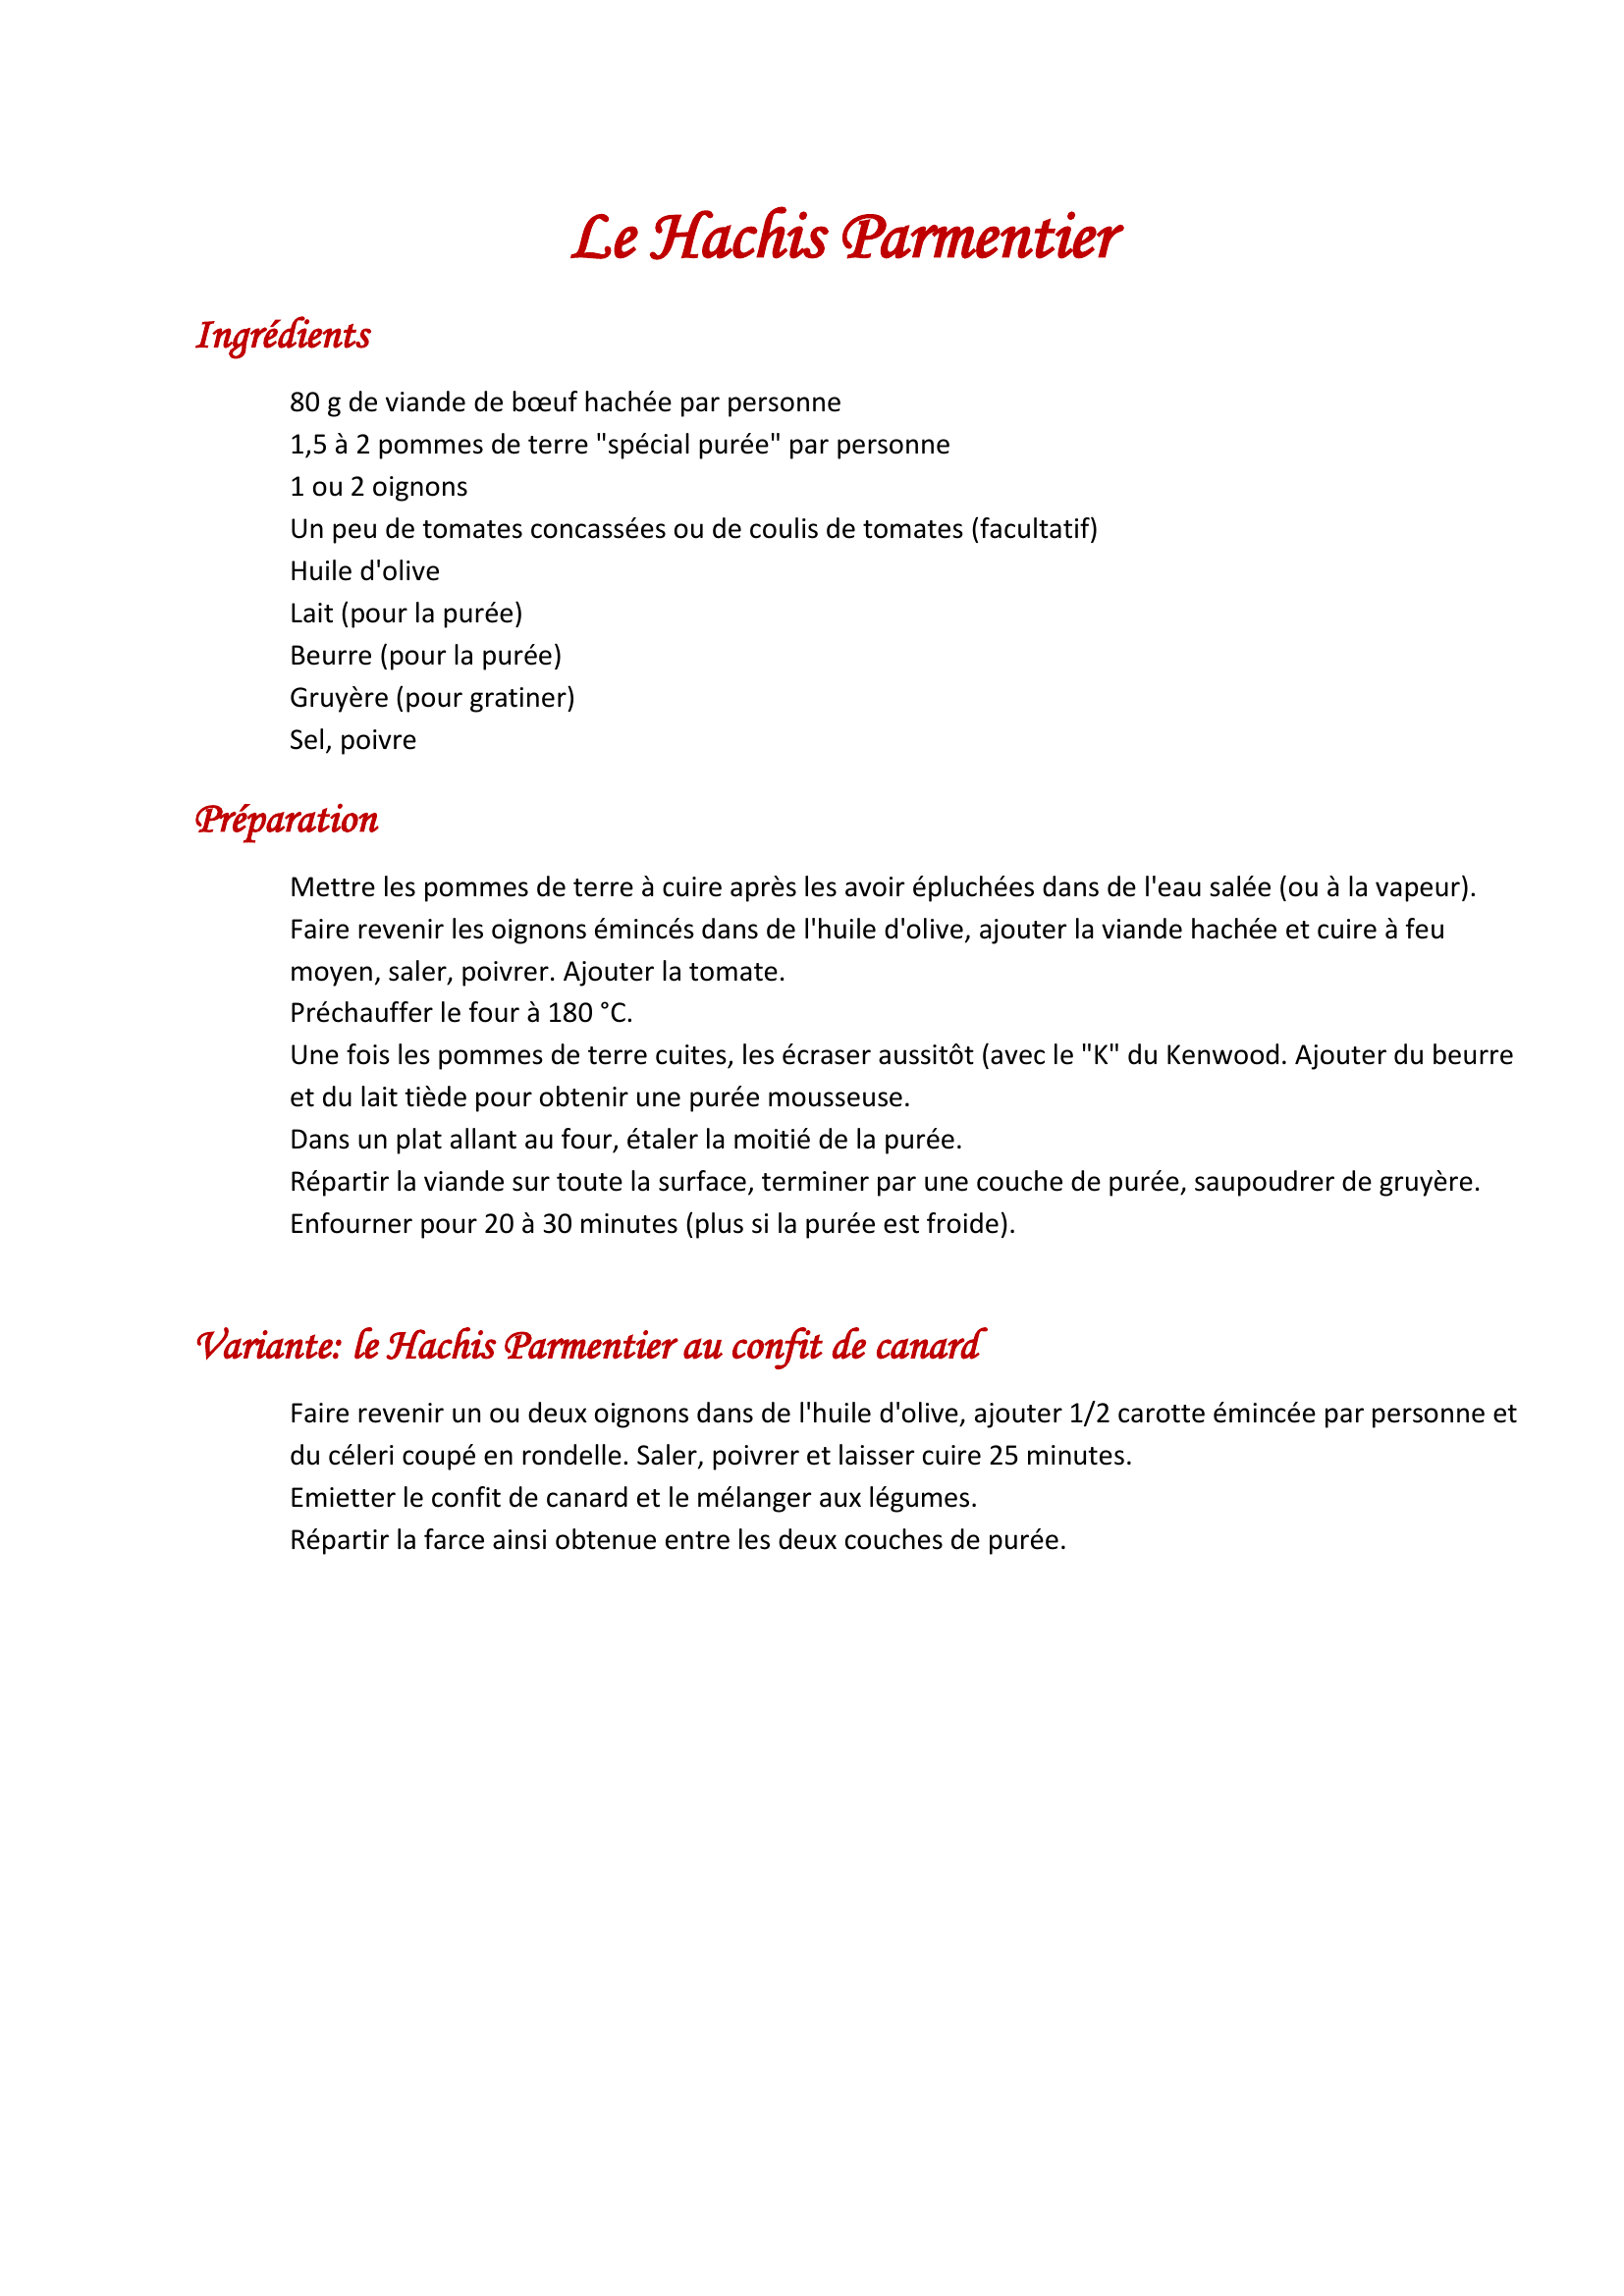 Le Hachis Parmentier
Ingrédients
80 g de viande de bœuf hachée par personne
1,5 à 2 pommes de terre "spécial purée" par personne
1 ou 2 oignons
Un peu de tomates concassées ou de coulis de tomates (facultatif)
Huile d'olive
Lait (pour la purée)
Beurre (pour la purée)
Gruyère (pour gratiner)
Sel, poivre
Préparation
Mettre les pommes de terre à cuire après les avoir épluchées dans de l'eau salée (ou à la vapeur).
Faire revenir les oignons émincés dans de l'huile d'olive, ajouter la viande hachée et cuire à feu
moyen, saler, poivrer. Ajouter la tomate.
Préchauffer le four à 180 °C.
Une fois les pommes de terre cuites, les écraser aussitôt (avec le "K" du Kenwood. Ajouter du beurre
et du lait tiède pour obtenir une purée mousseuse.
Dans un plat allant au four, étaler la moitié de la purée.
Répartir la viande sur toute la surface, terminer par une couche de purée, saupoudrer de gruyère.
Enfourner pour 20 à 30 minutes (plus si la purée est froide).
Variante: le Hachis Parmentier au confit de canard
Faire revenir un ou deux oignons dans de l'huile d'olive, ajouter 1/2 carotte émincée par personne et
du céleri coupé en rondelle. Saler, poivrer et laisser cuire 25 minutes.
Emietter le confit de canard et le mélanger aux légumes.
Répartir la farce ainsi obtenue entre les deux couches de purée.